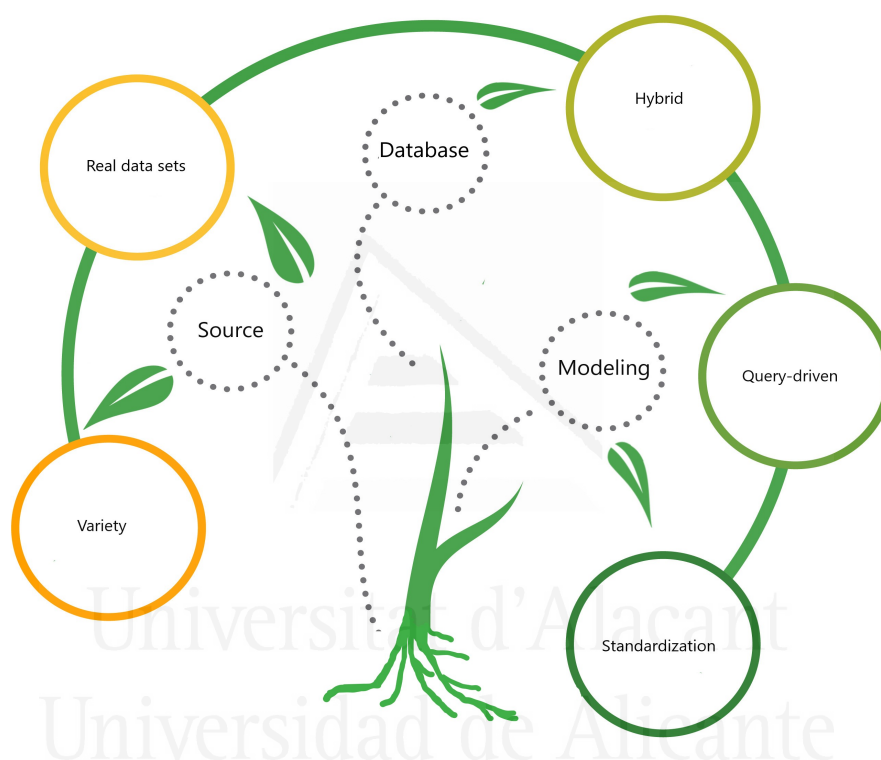 Hybrid
Database
Real data sets
Source
Modeling
Query-driven
Variety
Standardization
Universitat d'Alacant
Universidad de Alicante